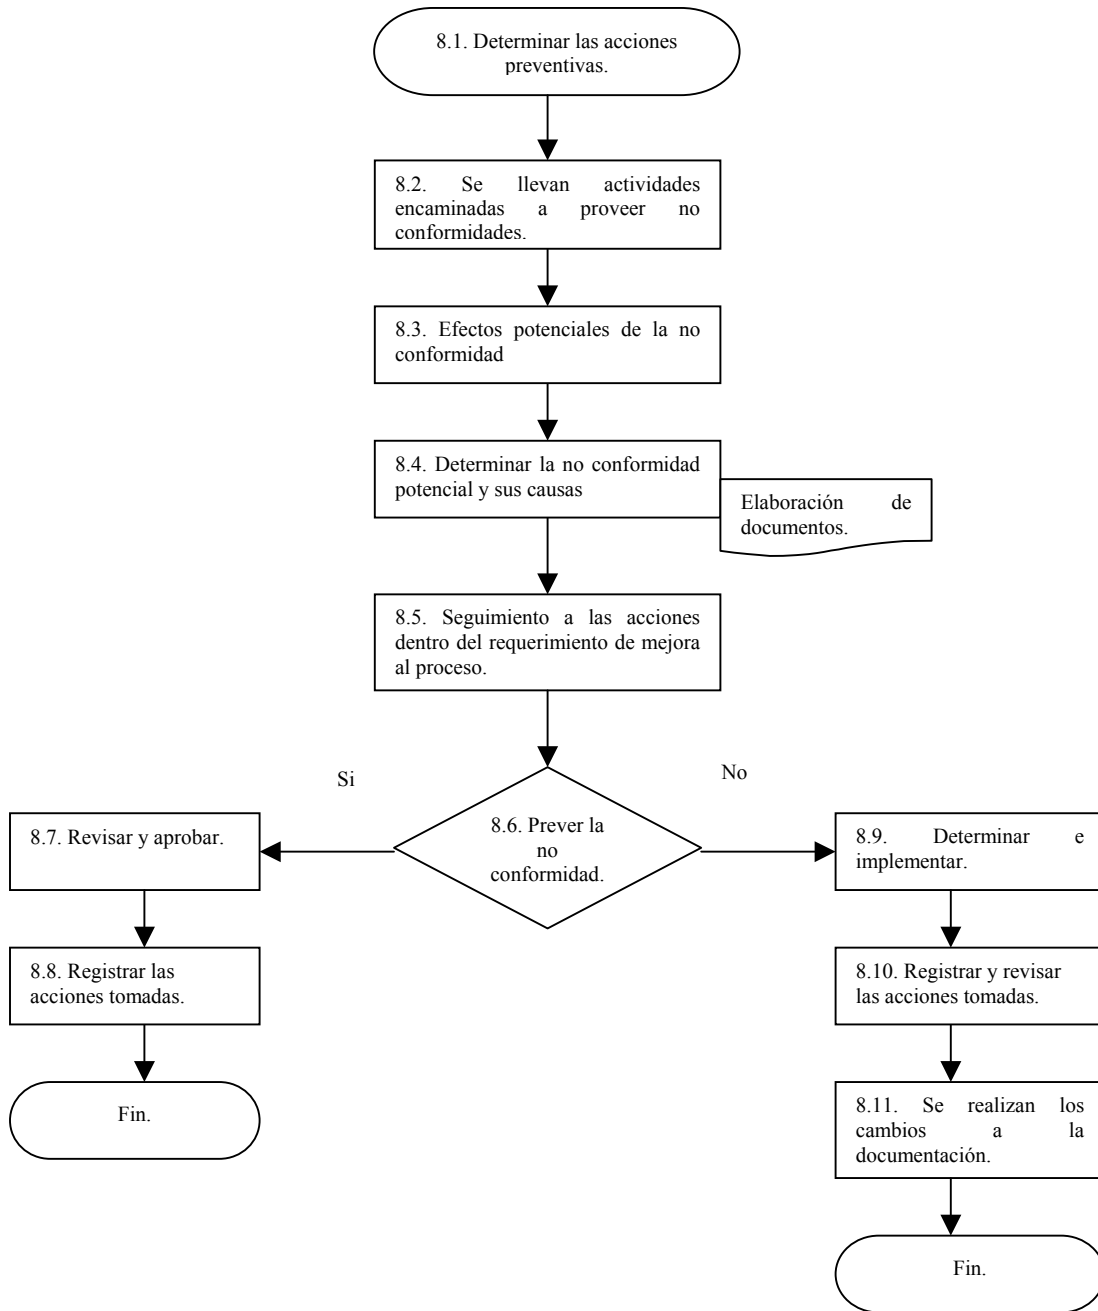 8.1. Determinar las acciones
preventivas.
8.2. Se llevan actividades
encaminadas a proveer no
conformidades.
8.3. Efectos potenciales de la no
conformidad
8.4. Determinar la no conformidad
potencial y sus causas
Elaboración de
documentos.
8.5. Seguimiento a las acciones
dentro del requerimiento de mejora
al proceso.
Si
No
8.6. Prever la
no
conformidad.
8.7. Revisar y aprobar.
8.9. Determinar e
implementar.
8.8. Registrar las
acciones tomadas.
8.10. Registrar y revisar
las acciones tomadas.
Fin.
8.11. Se realizan los
cambios a la
documentación.
Fin.